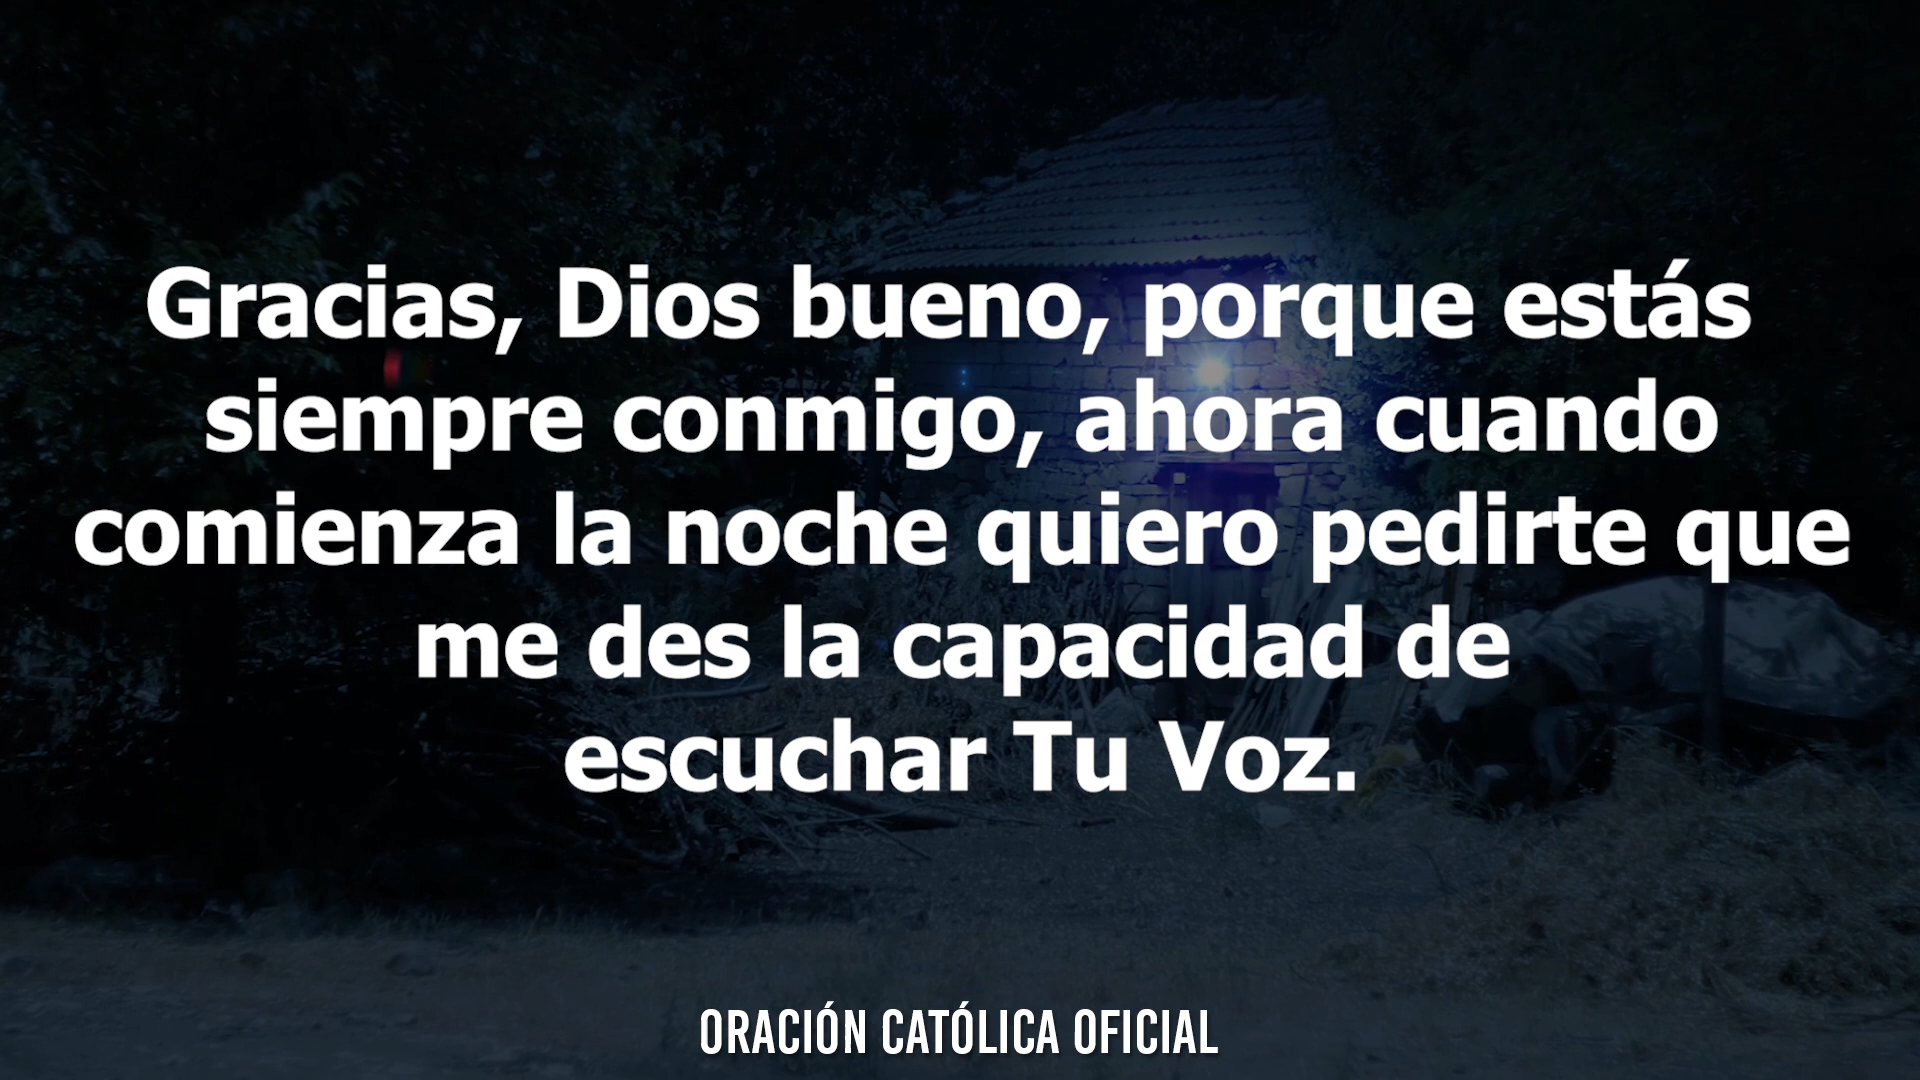 Gracias, Dios bueno, porque estás
siempre conmigo, ahora cuando
comienza la noche quiero pedirte que
me des la capacidad de
escuchar Tu Voz.
ORACIÓN CATÓLICA OFICIAL